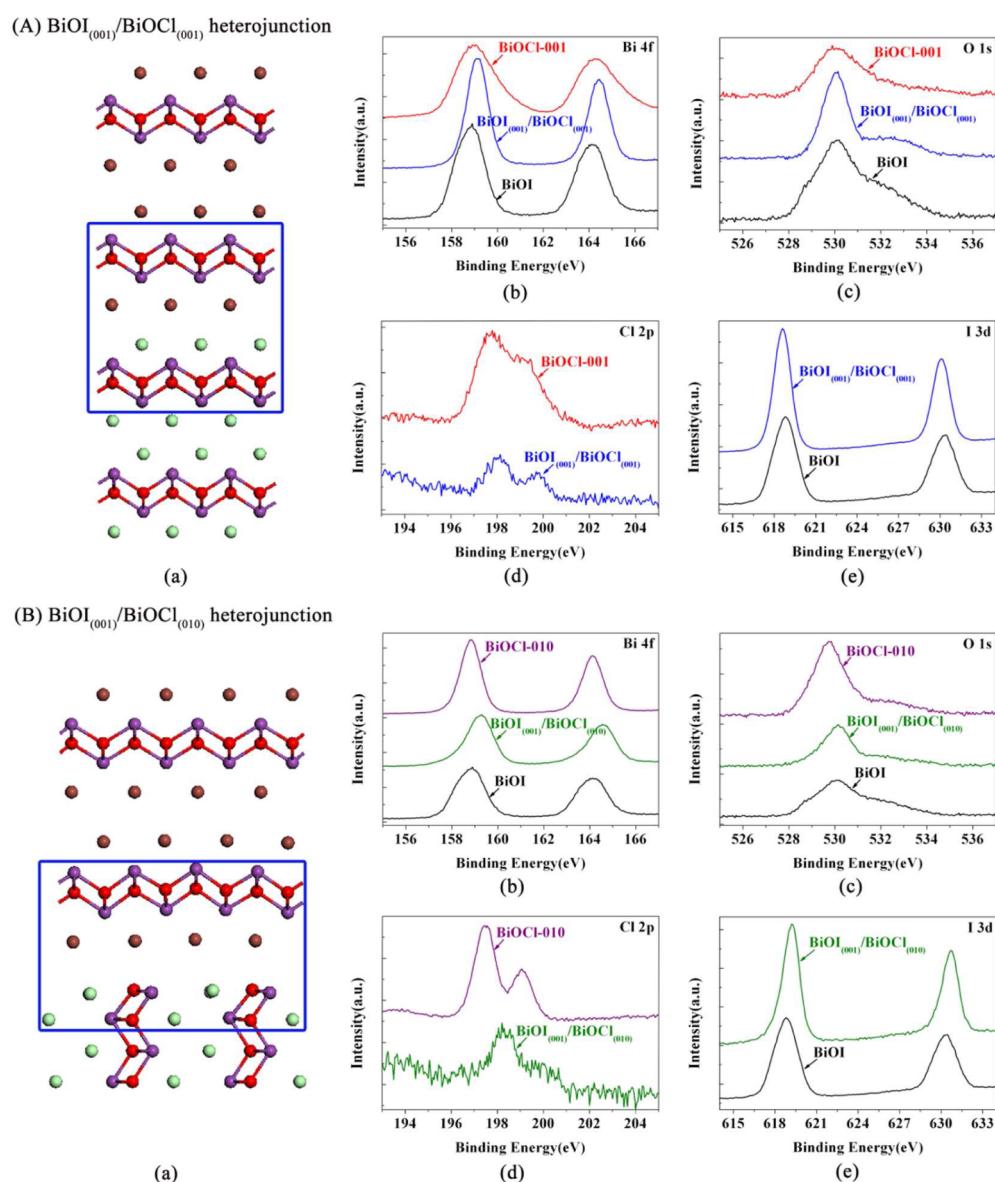 (A) BiOI(001)/BiOCl(001) heterojunction
(a)
BiOCl-001
Bi 4f
BiOI(001)/BiOCl(001)
BiOI
Intensity(a.u.)
155 158 160 162 164 166
Binding Energy(eV)
(b)
BiOCl-001
O 1s
BiOI(001)/BiOCl(001)
BiOI
Intensity(a.u.)
526 528 530 532 534 536
Binding Energy(eV)
(c)
Cl 2p
BiOCl-001
BiOI(001)/BiOCl(001)
Intensity(a.u.)
194 196 198 200 202 204
Binding Energy(eV)
(d)
I 3d
BiOI(001)/BiOCl(001)
BiOI
Intensity(a.u.)
615 618 621 624 627 630 633
Binding Energy(eV)
(e)
(B) BiOI(001)/BiOCl(010) heterojunction
(a)
Bi 4f
BiOCl-010
BiOI(001)/BiOCl(010)
BiOI
Intensity(a.u.)
155 158 160 162 164 166
Binding Energy(eV)
(b)
O 1s
BiOCl-010
BiOI(001)/BiOCl(010)
BiOI
Intensity(a.u.)
526 528 530 532 534 536
Binding Energy(eV)
(c)
Cl 2p
BiOCl-010
BiOI(001)/BiOCl(010)
Intensity(a.u.)
194 196 198 200 202 204
Binding Energy(eV)
(d)
I 3d
BiOI(001)/BiOCl(010)
BiOI
Intensity(a.u.)
615 618 621 624 627 630 633
Binding Energy(eV)
(e)